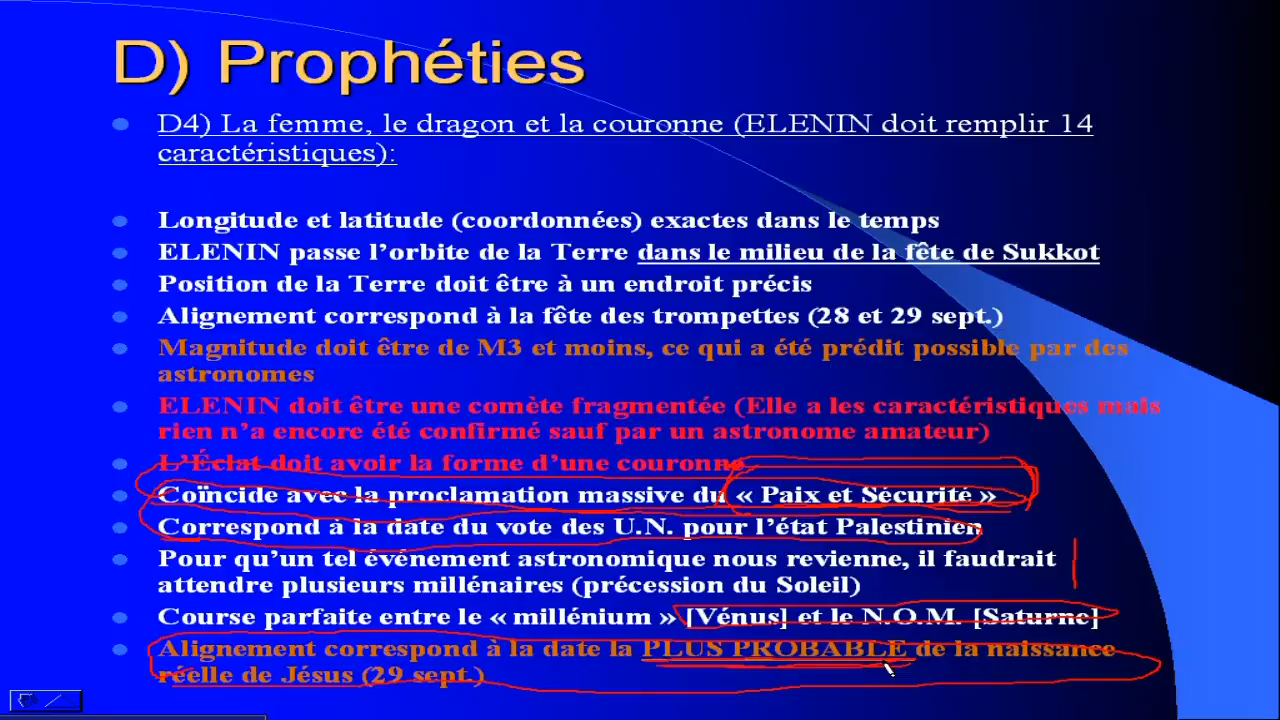 D) Prophéties
D4) La femme, le dragon et la couronne (ELENIN doit remplir 14
caractéristiques):
Longitude et latitude (coordonnées) exactes dans le temps
ELENIN passe l’orbite de la Terre dans le milieu de la fête de Sukkot
Position de la Terre doit être à un endroit précis
Alignement correspond à la fête des trompettes (28 et 29 sept.)
Magnitude doit être de M3 et moins, ce qui a été prédit possible par des
astronomes
ELENIN doit être une comète fragmentée (Elle a les caractéristiques mais
rien n’a encore été confirmé sauf par un astronome amateur)
L’Éclat doit avoir la forme d’une couronne
Coïncide avec la proclamation massive du « Paix et Sécurité »
Correspond à la date du vote des U.N. pour l’état Palestinien
Pour qu’un tel événement astronomique nous revienne, il faudrait
attendre plusieurs millénaires (précession du Soleil)
Course parfaite entre le « millénium » [Vénus] et le N.O.M. [Saturne]
Alignement correspond à la date la PLUS PROBABLE de la naissance
réelle de Jésus (29 sept.)